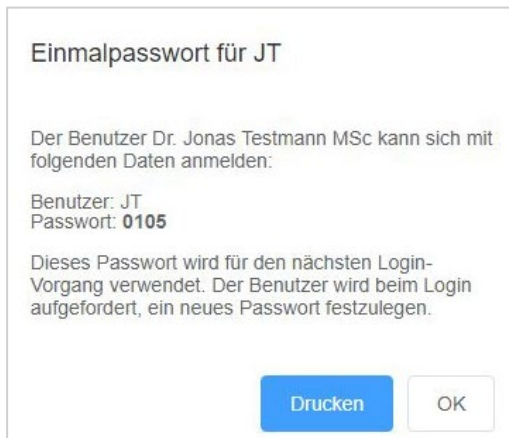 Einmalpasswort für JT
Der Benutzer Dr. Jonas Testmann MSc kann sich mit
folgenden Daten anmelden:
Benutzer: JT
Passwort: 0105
Dieses Passwort wird für den nächsten Login-
Vorgang verwendet. Der Benutzer wird beim Login
aufgefordert, ein neues Passwort festzulegen.
Drucken
OK